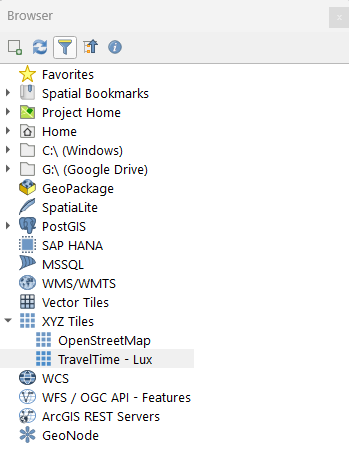 Browser
Favorites
Spatial Bookmarks
Project Home
Home
C:\ (Windows)
G:\ (Google Drive)
GeoPackage
SpatiaLite
PostGIS
SAP HANA
MSSQL
WMS/WMTS
Vector Tiles
XYZ Tiles
OpenStreetMap
TravelTime - Lux
WCS
WFS / OGC API - Features
ArcGIS REST Servers
GeoNode